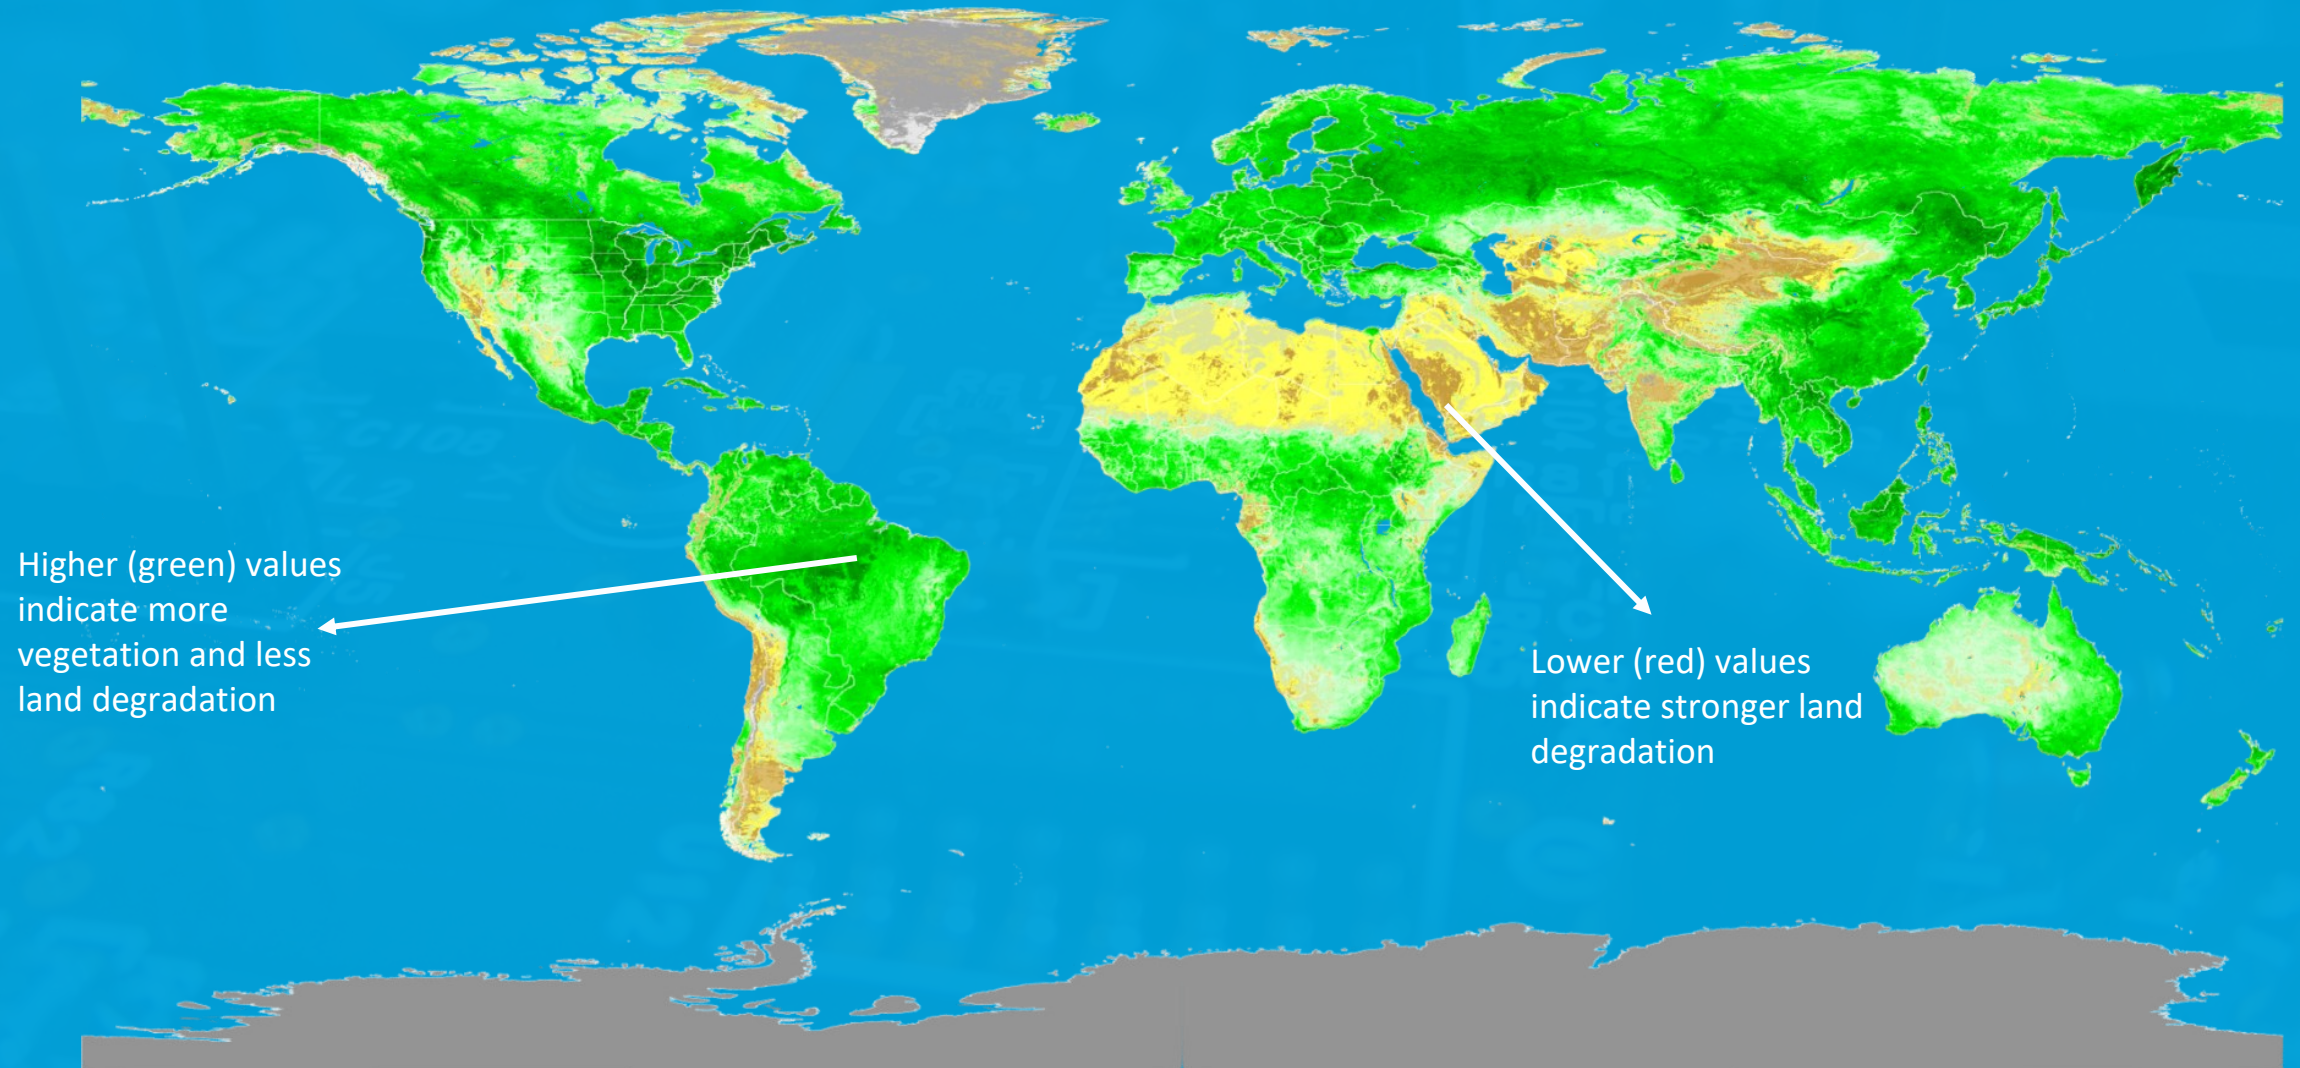 Higher (green) values
indicate more
vegetation and less
land degradation
Lower (red) values
indicate stronger land
degradation